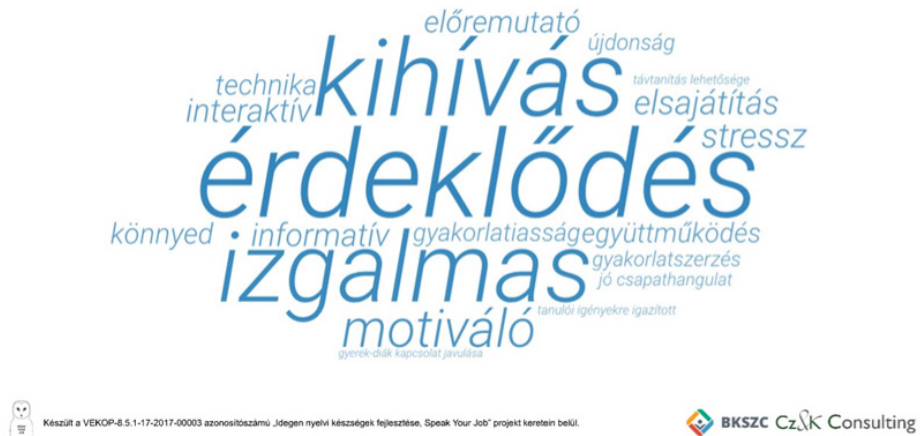 előremutató
kihívás újdonság
technika távtanítás lehetősége
interaktív elsajátítás
stressz
érdeklődés
könnyed • informatív gyakorlatiasság együttműködés
izgalmas gyakorlatszerzés
jó csapathangulat
motiváló tanulói igényekre igazított
gyerek-diák kapcsolat javulása
Készült a VEKOP-8.5.1-17-2017-00003 azonosítószámú „Idegen nyelvi készségek fejlesztése, Speak Your Job” projekt keretein belül.
BKSZC Cz&K Consulting